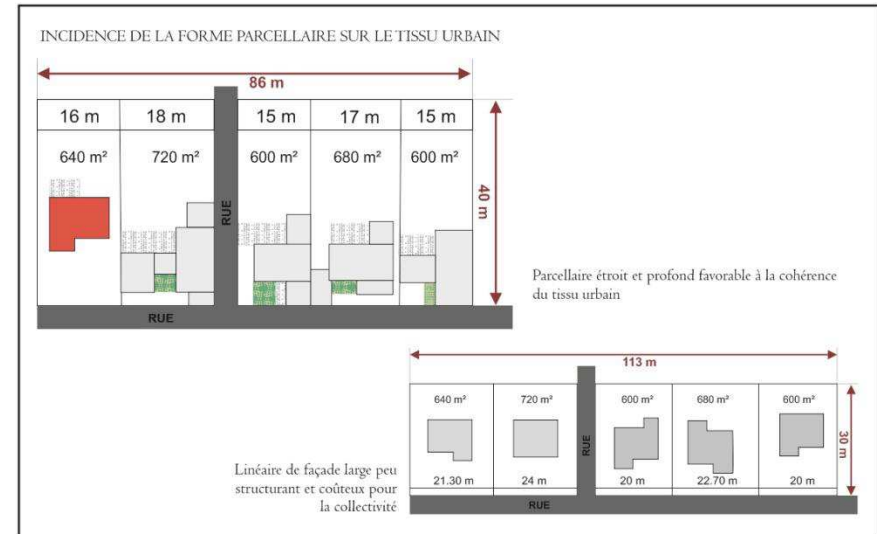 INCIDENCE DE LA FORME PARCELLAIRE SUR LE TISSU URBAIN
86 m
16 m 18 m 15 m 17 m 15 m
640 m² 720 m² 600 m² 680 m² 600 m²
40 m
RUE
RUE
Parcellaire étroit et profond favorable à la cohérence
du tissu urbain
113 m
640 m² 720 m² 600 m² 680 m² 600 m²
30 m
RUE
21.30 m 24 m 20 m 22.70 m 20 m
RUE
Linéaire de façade large peu
structurant et coûteux pour
la collectivité